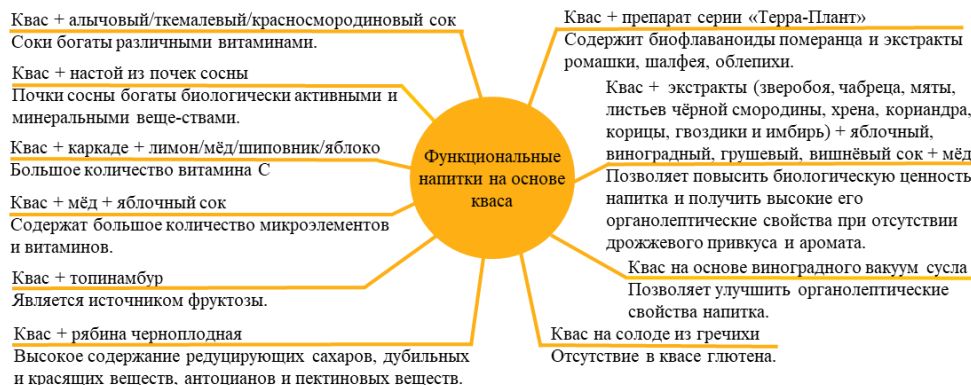 Квас + алычовый/ткемалевый/красносмородиновый сок
Соки богаты различными витаминами.
Квас + настой из почек сосны
Почки сосны богаты биологически активными и
минеральными веще-ствами.
Квас + каркаде + лимон/мёд/шиповник/яблоко
Большое количество витамина С
Квас + мёд + яблочный сок
Содержат большое количество микроэлементов
и витаминов.
Квас + топинамбур
Является источником фруктозы.
Квас + рябина черноплодная
Высокое содержание редуцирующих сахаров, дубильных
и красящих веществ, антоцианов и пектиновых веществ.
Функциональные
напитки на основе
кваса
Квас + препарат серии «Терра-Плант»
Содержит биофлаваноиды померанца и экстракты
ромашки, шалфея, облепихи.
Квас + экстракты (зверобоя, чабреца, мяты,
листьев чёрной смородины, хрена, кориандра,
корицы, гвоздики и имбирь) + яблочный,
виноградный, грушевый, вишнёвый сок + мёд
Позволяет повысить биологическую ценность
напитка и получить высокие его
органолептические свойства при отсутствии
дрожжевого привкуса и аромата.
Квас на основе виноградного вакуум сусла
Позволяет улучшить органолептические
свойства напитка.
Квас на солоде из гречихи
Отсутствие в квасе глютена.